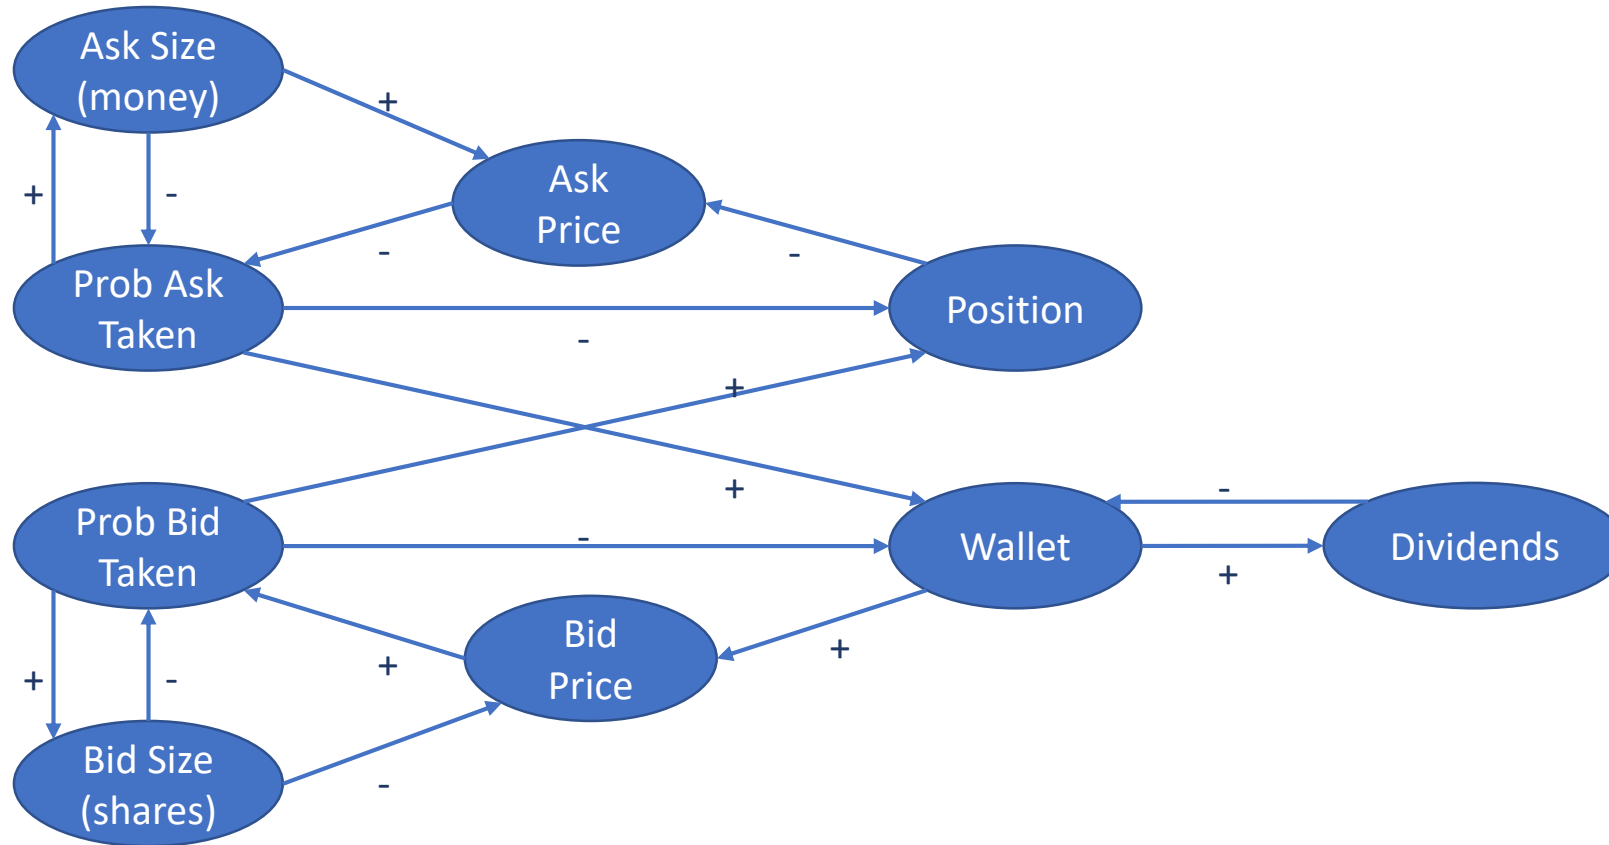 Ask Size
(money)
+
Ask
Price
+
-
-
-
Prob Ask
Taken
Position
-
+
+
-
Prob Bid
Taken
-
Wallet
Dividends
+
Bid
Price
+
+
+
-
Bid Size
(shares)
-